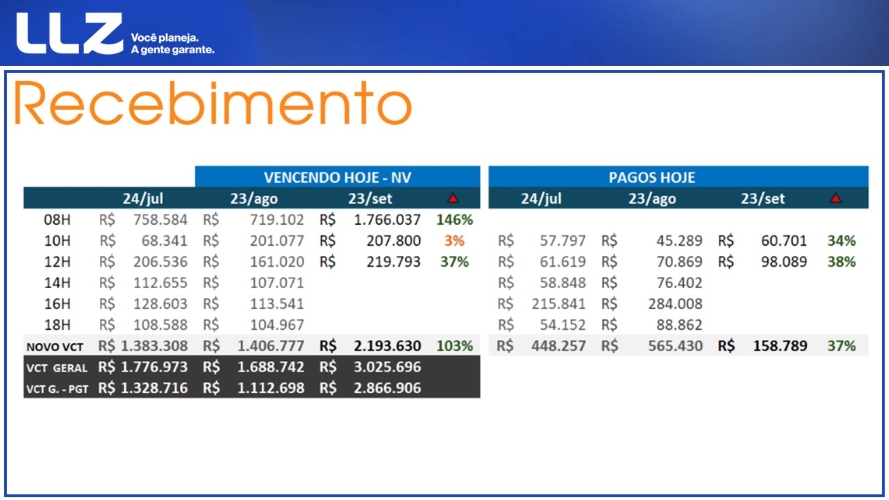 LLZ
Você planeja.
A gente garante.
Recebimento
VENCENDO HOJE - NV PAGOS HOJE
24/jul 23/ago 23/set 24/jul 23/ago 23/set
08H R$ 758.584 R$ 719.102 R$ 1.766.037 146%
10H R$ 68.341 R$ 201.077 R$ 207.800 3% R$ 57.797 R$ 45.289 R$ 60.701 34%
12H R$ 206.536 R$ 161.020 R$ 219.793 37% R$ 61.619 R$ 70.869 R$ 98.089 38%
14H R$ 112.655 R$ 107.071 R$ 58.848 R$ 76.402
16H R$ 128.603 R$ 113.541 R$ 215.841 R$ 284.008
18H R$ 108.588 R$ 104.967 R$ 54.152 R$ 88.862
NOVO VCT R$ 1.383.308 R$ 1.406.777 R$ 2.193.630 103% R$ 448.257 R$ 565.430 R$ 158.789 37%
VCT GERAL R$ 1.776.973 R$ 1.688.742 R$ 3.025.696
VCT G. - PGT R$ 1.328.716 R$ 1.112.698 R$ 2.866.906